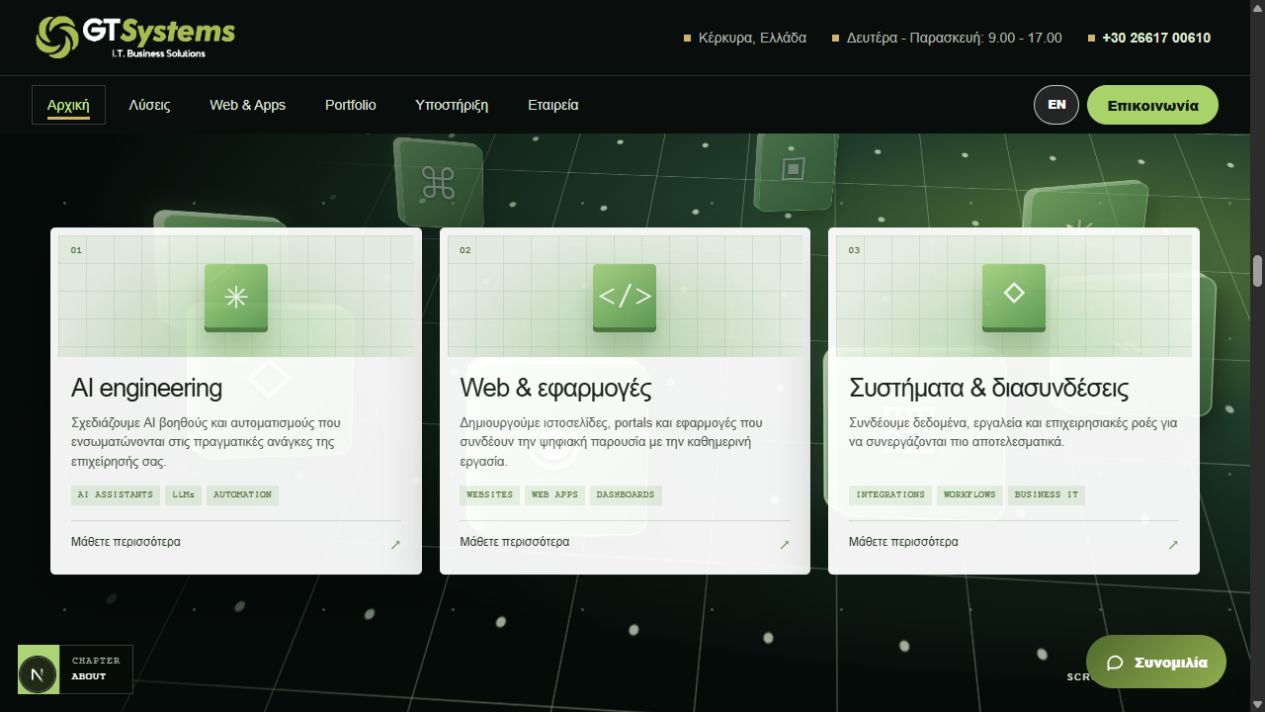 GTSystems
I.T. Business Solutions
Κέρκυρα, Ελλάδα
Δευτέρα - Παρασκευή: 9.00 - 17.00
+30 26617 00610
Αρχική
Λύσεις
Web & Apps
Portfolio
Υποστήριξη
Εταιρεία
EN
Επικοινωνία
01
</>
02
03
AI engineering
Σχεδιάζουμε AI βοηθούς και αυτοματισμούς που
ενσωματώνονται στις πραγματικές ανάγκες της
επιχείρησής σας.
AI ASSISTANTS
LLMs
AUTOMATION
Μάθετε περισσότερα
Web & εφαρμογές
Δημιουργούμε ιστοσελίδες, portals και εφαρμογές που
συνδέουν την ψηφιακή παρουσία με την καθημερινή
εργασία.
WEBSITES
WEB APPS
DASHBOARDS
Μάθετε περισσότερα
Συστήματα & διασυνδέσεις
Συνδέουμε δεδομένα, εργαλεία και επιχειρησιακές ροές για
να συνεργάζονται πιο αποτελεσματικά.
INTEGRATIONS
WORKFLOWS
BUSINESS IT
Μάθετε περισσότερα
N
CHAPTER
ABOUT
Συνομιλία